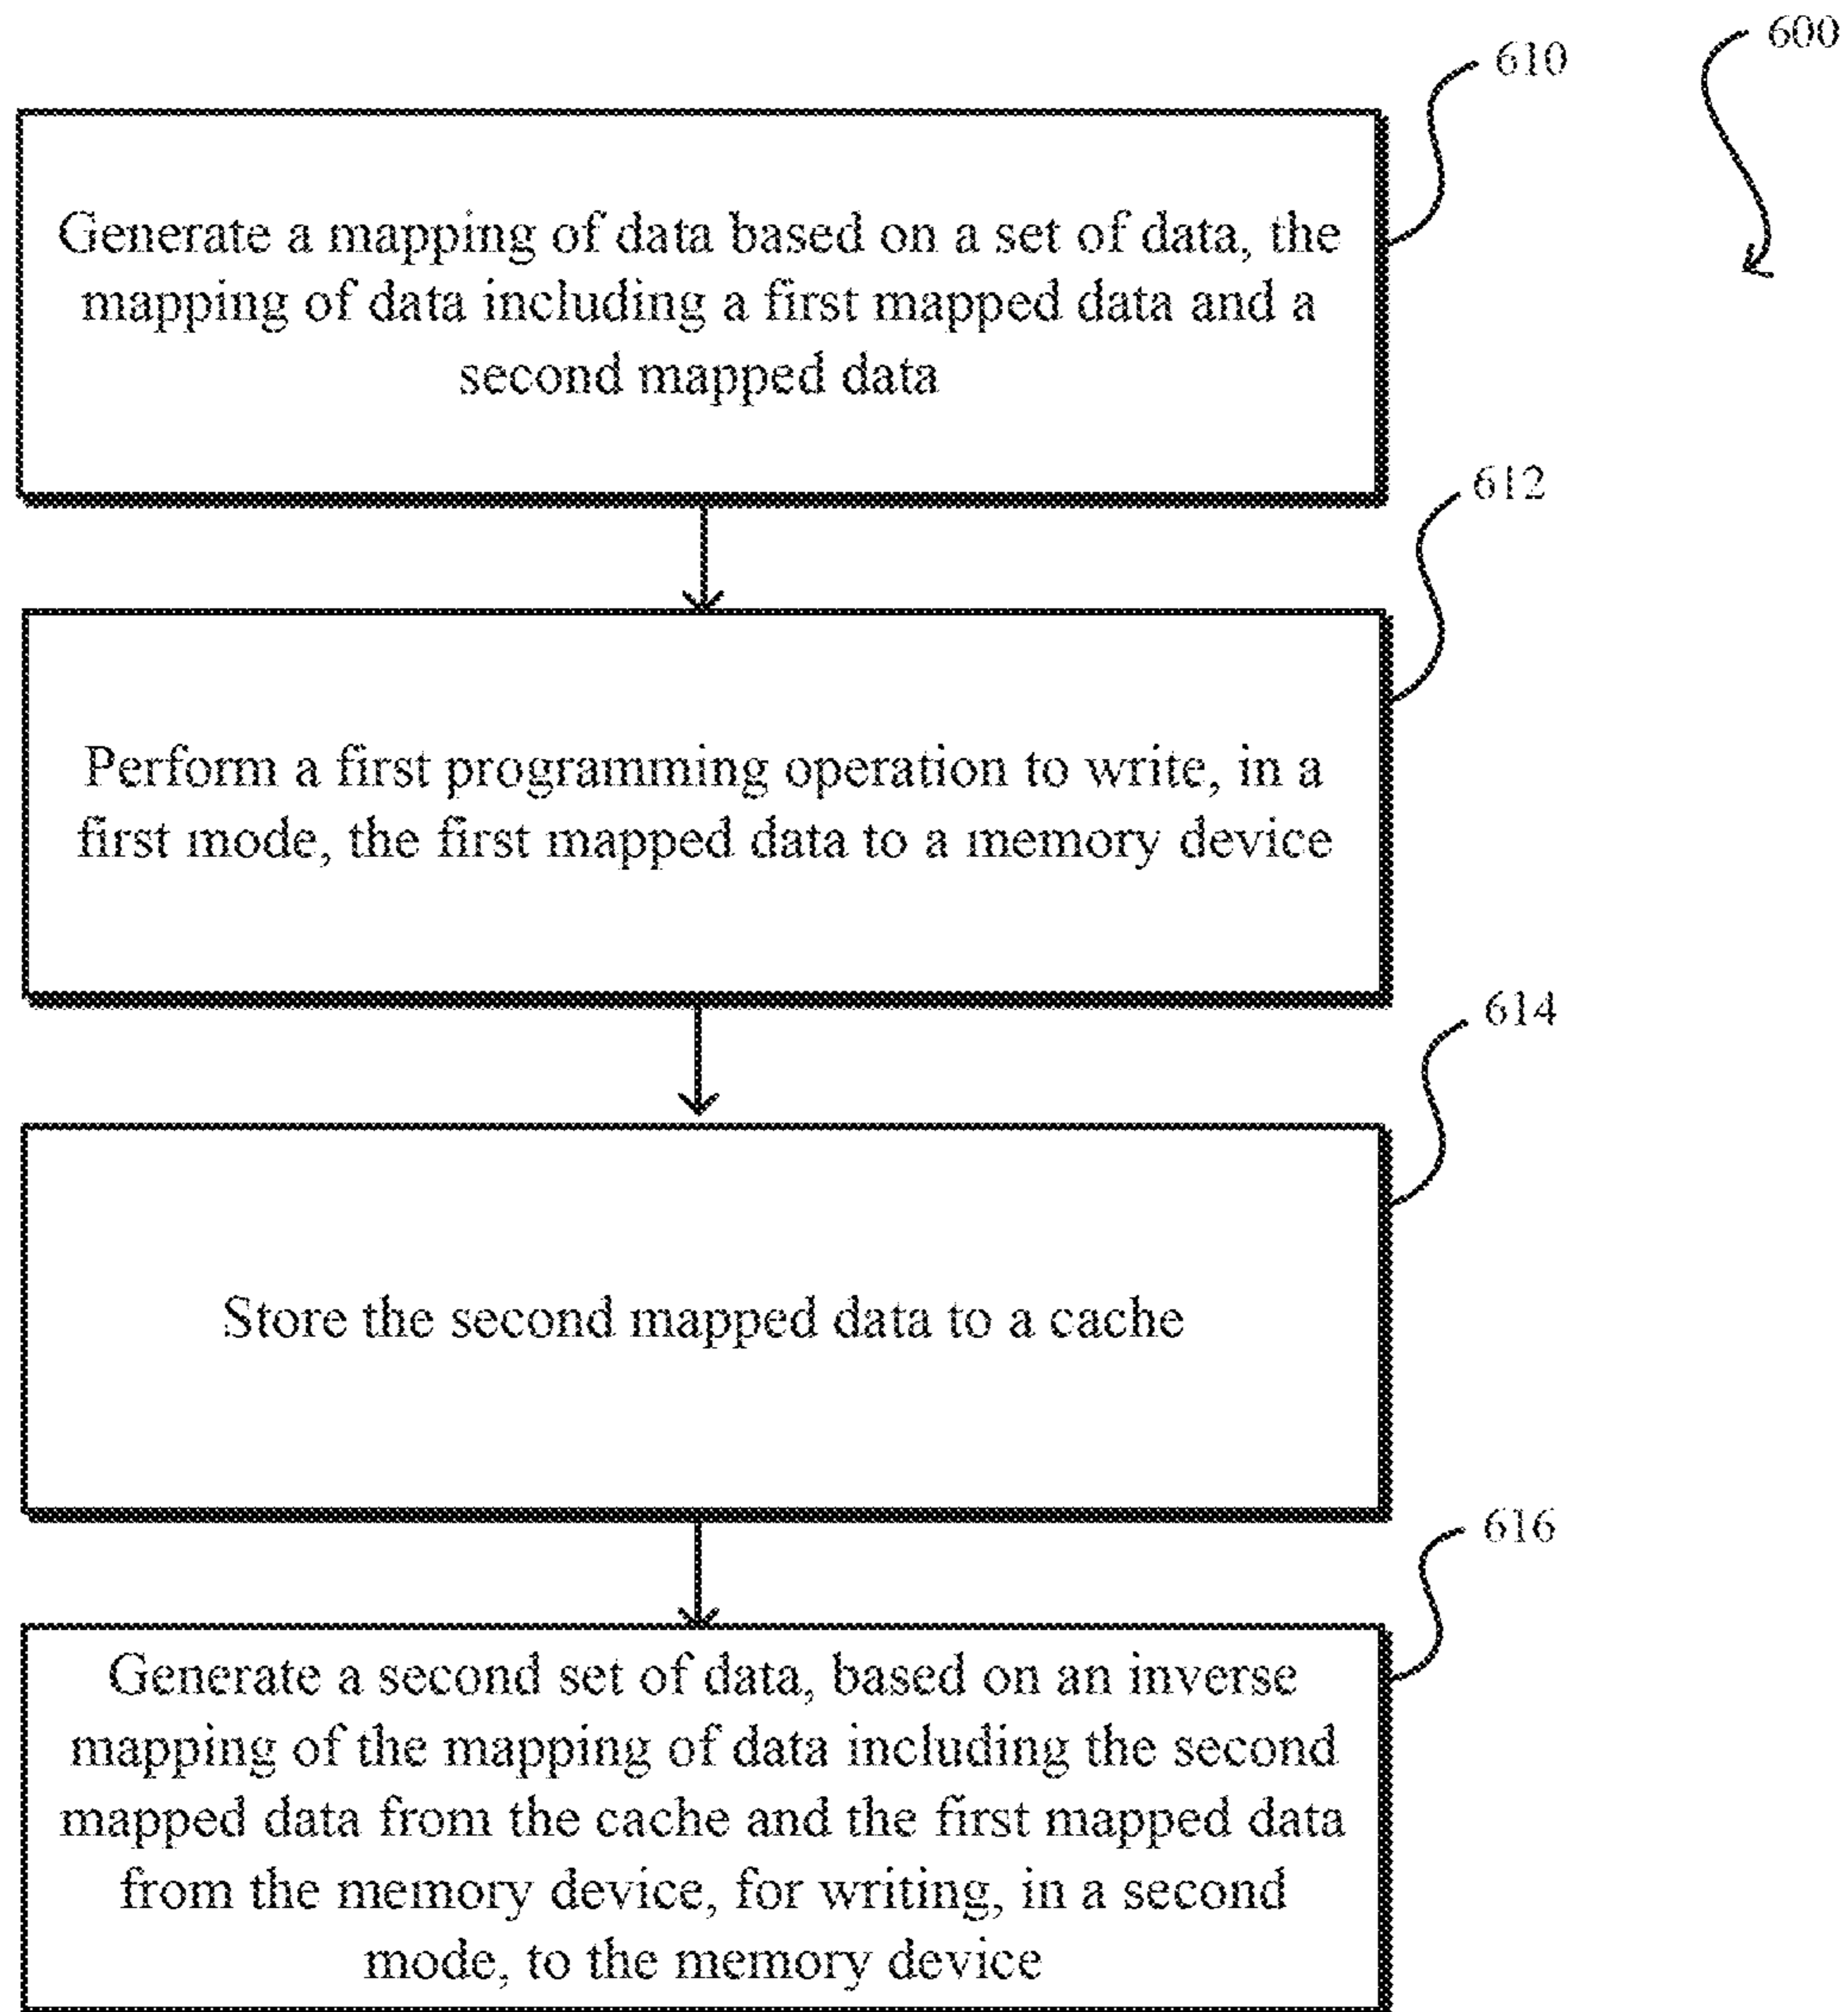 600
610
Generate a mapping of data based on a set of data, the
mapping of data including a first mapped data and a
second mapped data
612
Perform a first programming operation to write, in a
first mode, the first mapped data to a memory device
614
Store the second mapped data to a cache
616
Generate a second set of data, based on an inverse
mapping of the mapping of data including the second
mapped data from the cache and the first mapped data
from the memory device, for writing, in a second
mode, to the memory device